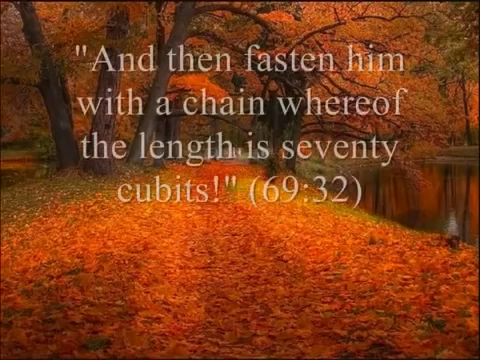 "And then fasten him
with a chain whereof
the length is seventy
cubits!" (69:32)